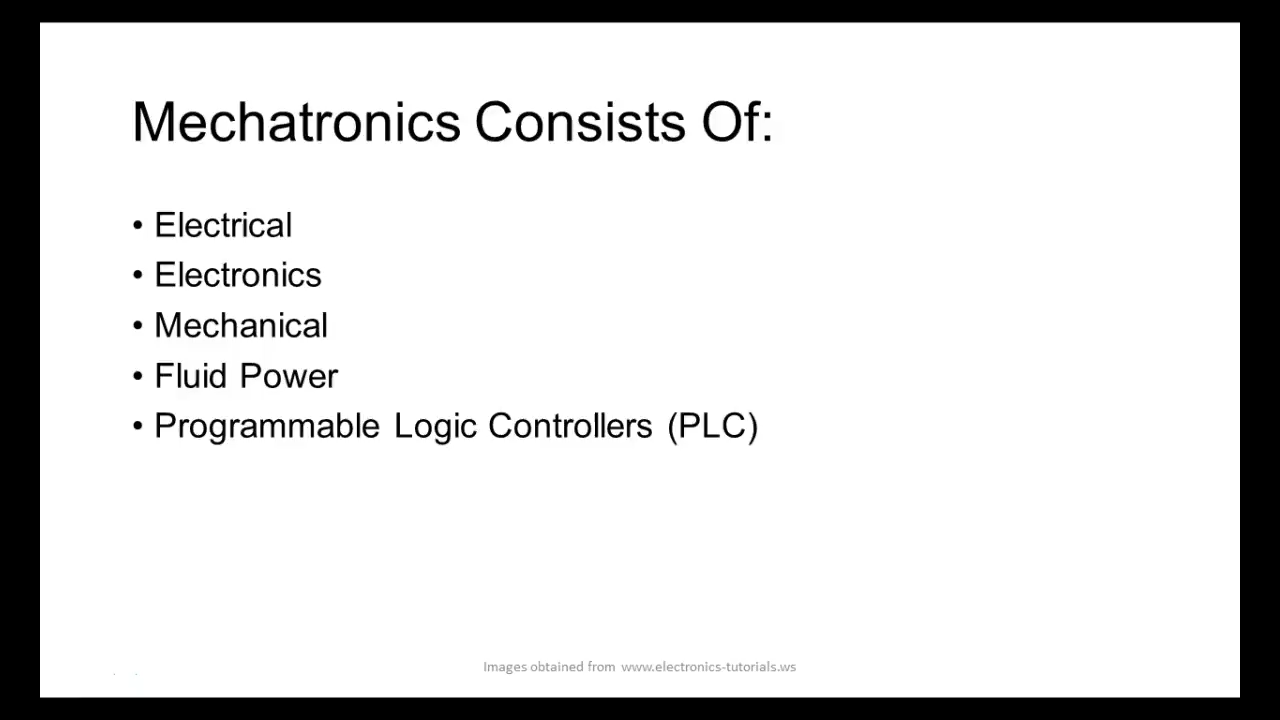 Mechatronics Consists Of:
• Electrical
• Electronics
• Mechanical
• Fluid Power
• Programmable Logic Controllers (PLC)
Images obtained from www.electronics-tutorials.ws